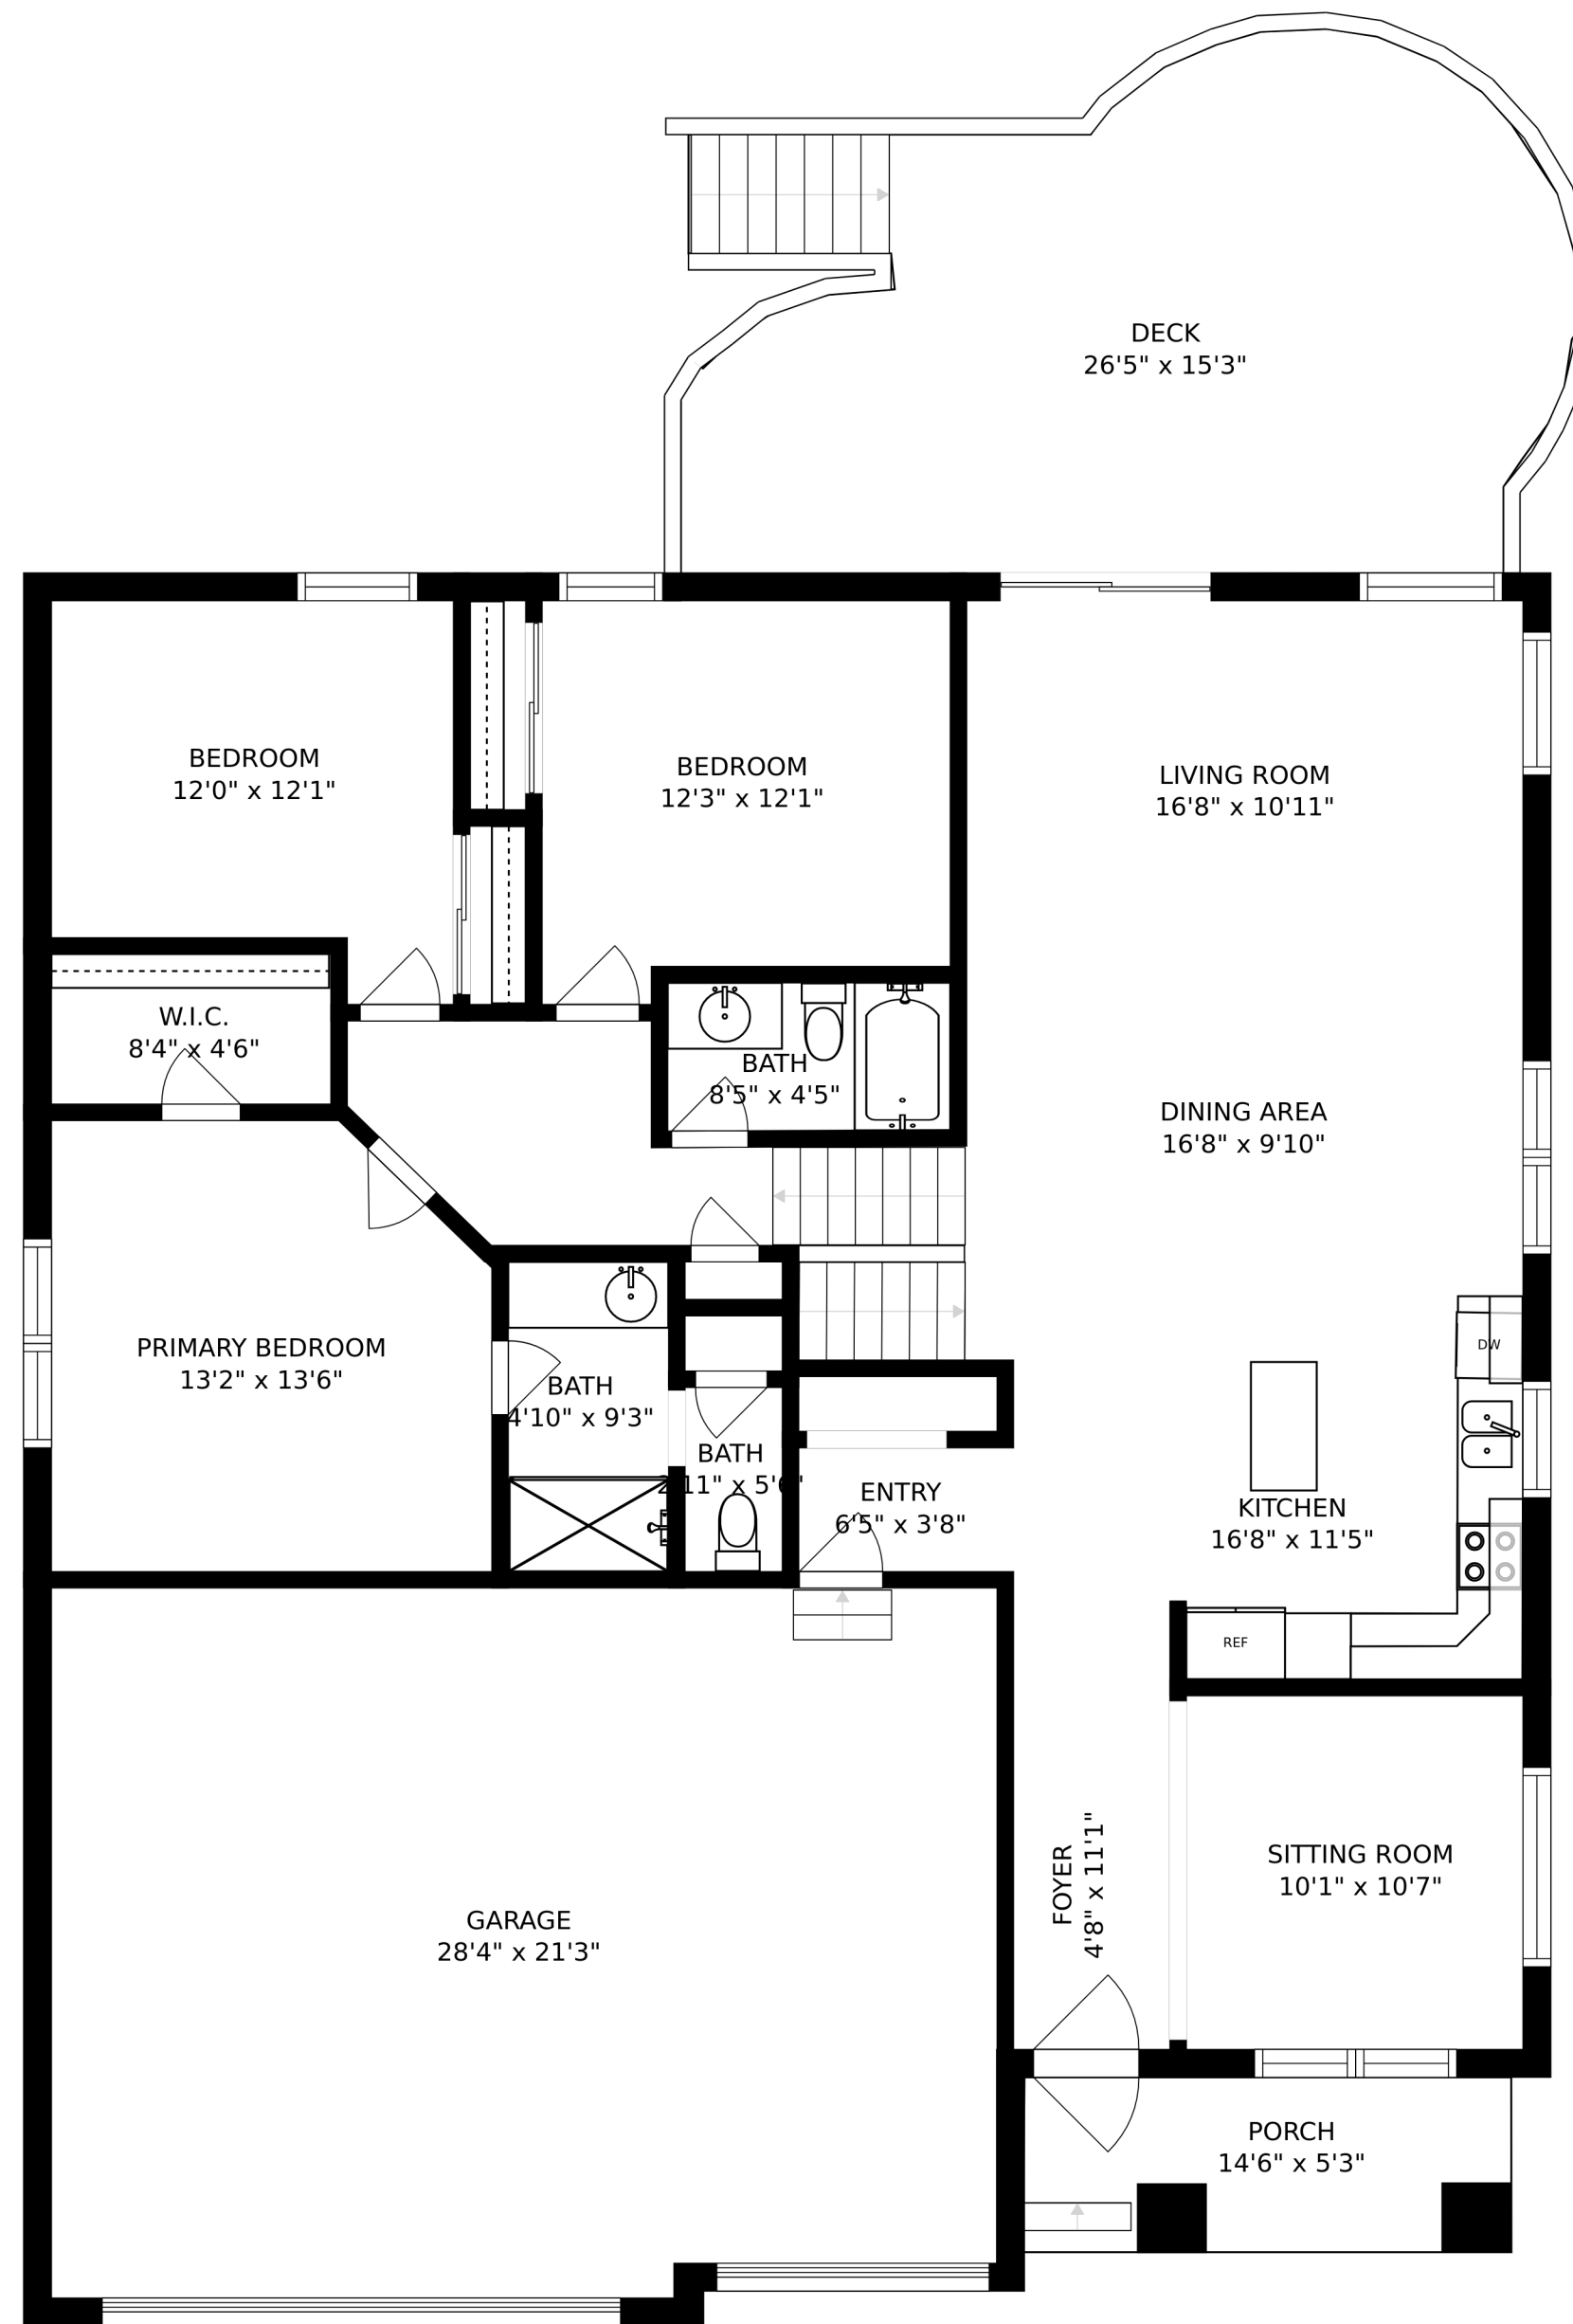 DECK
26'5" x 15'3"
BEDROOM
12'0" x 12'1"
BEDROOM
12'3" x 12'1"
LIVING ROOM
16'8" x 10'11"
W.I.C.
8'4" x 4'6"
BATH
8'5" x 4'5"
DINING AREA
16'8" x 9'10"
PRIMARY BEDROOM
13'2" x 13'6"
DW
BATH
4'10" x 9'3"
BATH
2'11" x 5'6"
ENTRY
6'5" x 3'8"
KITCHEN
16'8" x 11'5"
REF
FOYER
4'8" x 11'1"
SITTING ROOM
10'1" x 10'7"
GARAGE
28'4" x 21'3"
PORCH
14'6" x 5'3"